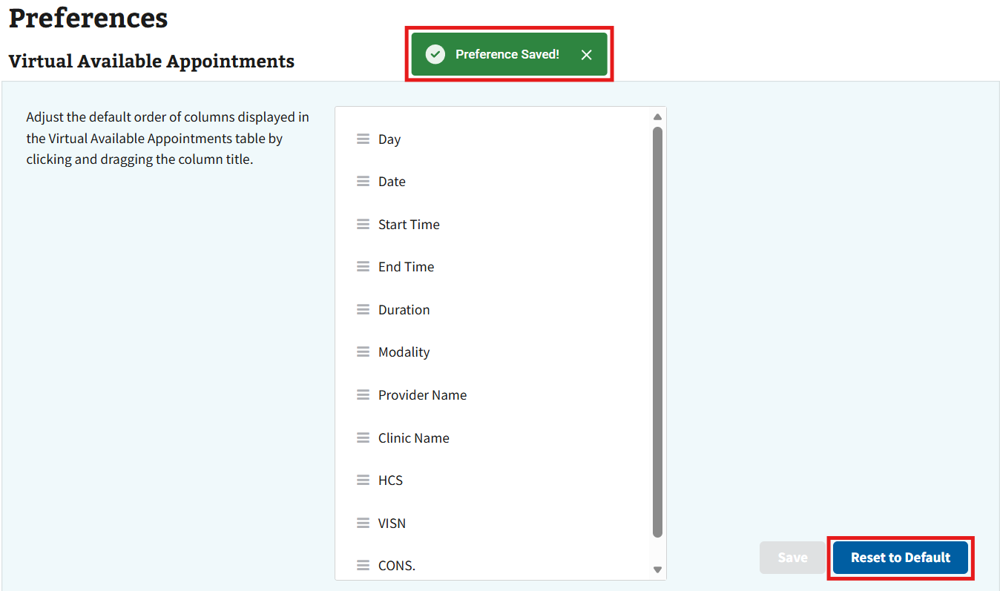 Preferences
Preference Saved!
Virtual Available Appointments
Adjust the default order of columns displayed in
the Virtual Available Appointments table by
clicking and dragging the column title.
Day
Date
Start Time
End Time
Duration
Modality
Provider Name
Clinic Name
HCS
VISN
CONS.
Save
Reset to Default